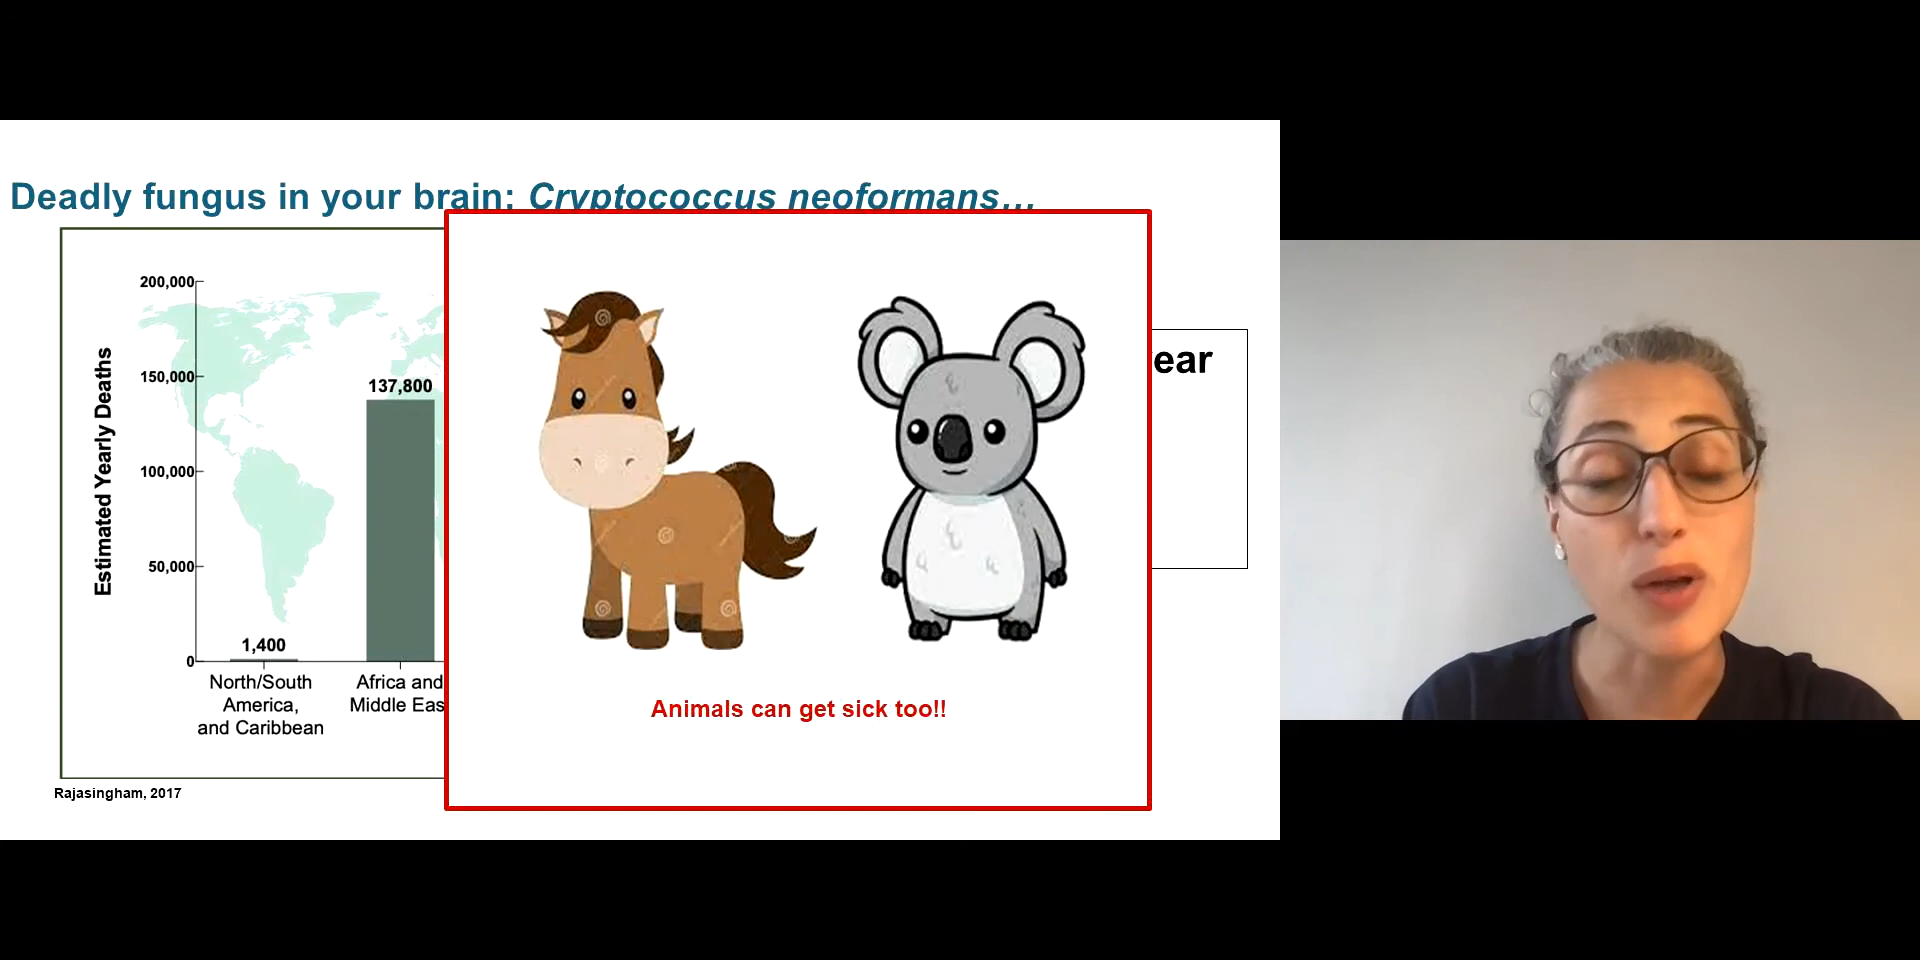 Deadly fungus in your brain: Cryptococcus neoformans...
200,000
150,000
100,000
50,000
0
Estimated Yearly Deaths
137,800
1,400
North/South
America,
and Caribbean
Africa and
Middle Eas
ear
Animals can get sick too!!
Rajasingham, 2017